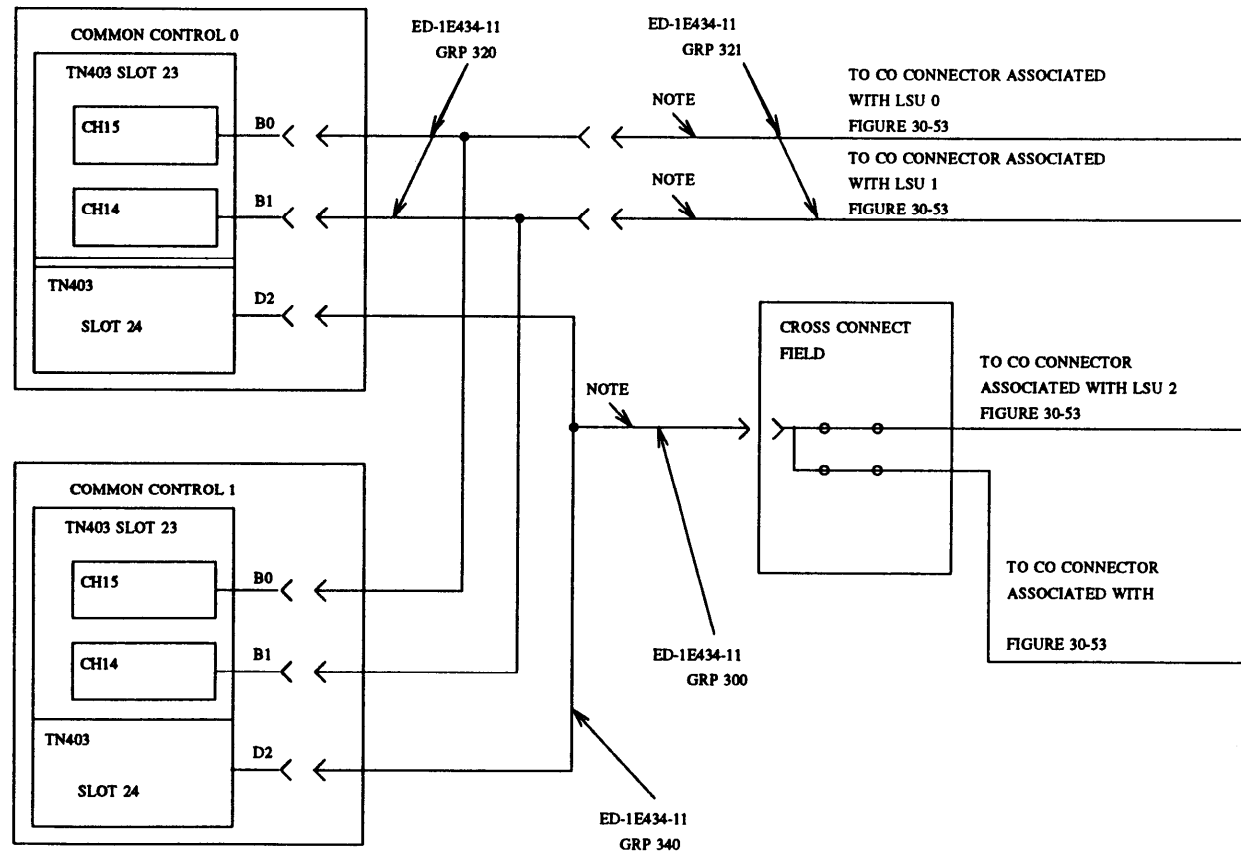 COMMON CONTROL 0
TN403 SLOT 23
CH15
B0
CH14
B1
TN403
SLOT 24
D2
ED-1E434-11
GRP 320
ED-1E434-11
GRP 321
NOTE
TO CO CONNECTOR ASSOCIATED
WITH LSU 0
FIGURE 30-53
NOTE
TO CO CONNECTOR ASSOCIATED
WITH LSU 1
FIGURE 30-53
NOTE
CROSS CONNECT
FIELD
TO CO CONNECTOR
ASSOCIATED WITH LSU 2
FIGURE 30-53
TO CO CONNECTOR
ASSOCIATED WITH
FIGURE 30-53
COMMON CONTROL 1
TN403 SLOT 23
CH15
B0
CH14
B1
TN403
SLOT 24
D2
ED-1E434-11
GRP 300
ED-1E434-11
GRP 340